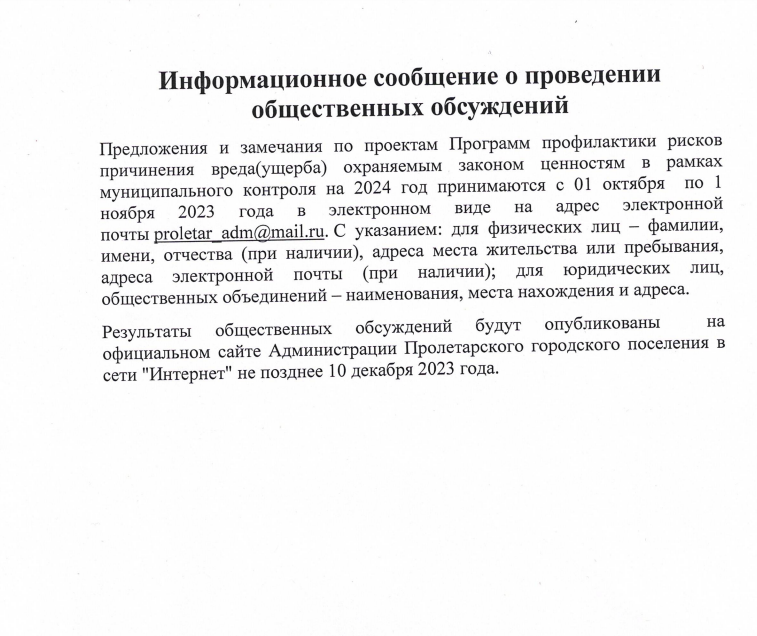 Информационное сообщение о проведении
общественных обсуждений
Предложения и замечания по проектам Программ профилактики рисков
причинения вреда(ущерба) охраняемым законом ценностям в рамках
муниципального контроля на 2024 год принимаются с 01 октября по 1
ноября 2023 года в электронном виде на адрес электронной
почты proletar_adm@mail.ru. С указанием: для физических лиц – фамилии,
имени, отчества (при наличии), адреса места жительства или пребывания,
адреса электронной почты (при наличии); для юридических лиц,
общественных объединений – наименования, места нахождения и адреса.
Результаты общественных обсуждений будут опубликованы на
официальном сайте Администрации Пролетарского городского поселения в
сети "Интернет" не позднее 10 декабря 2023 года.